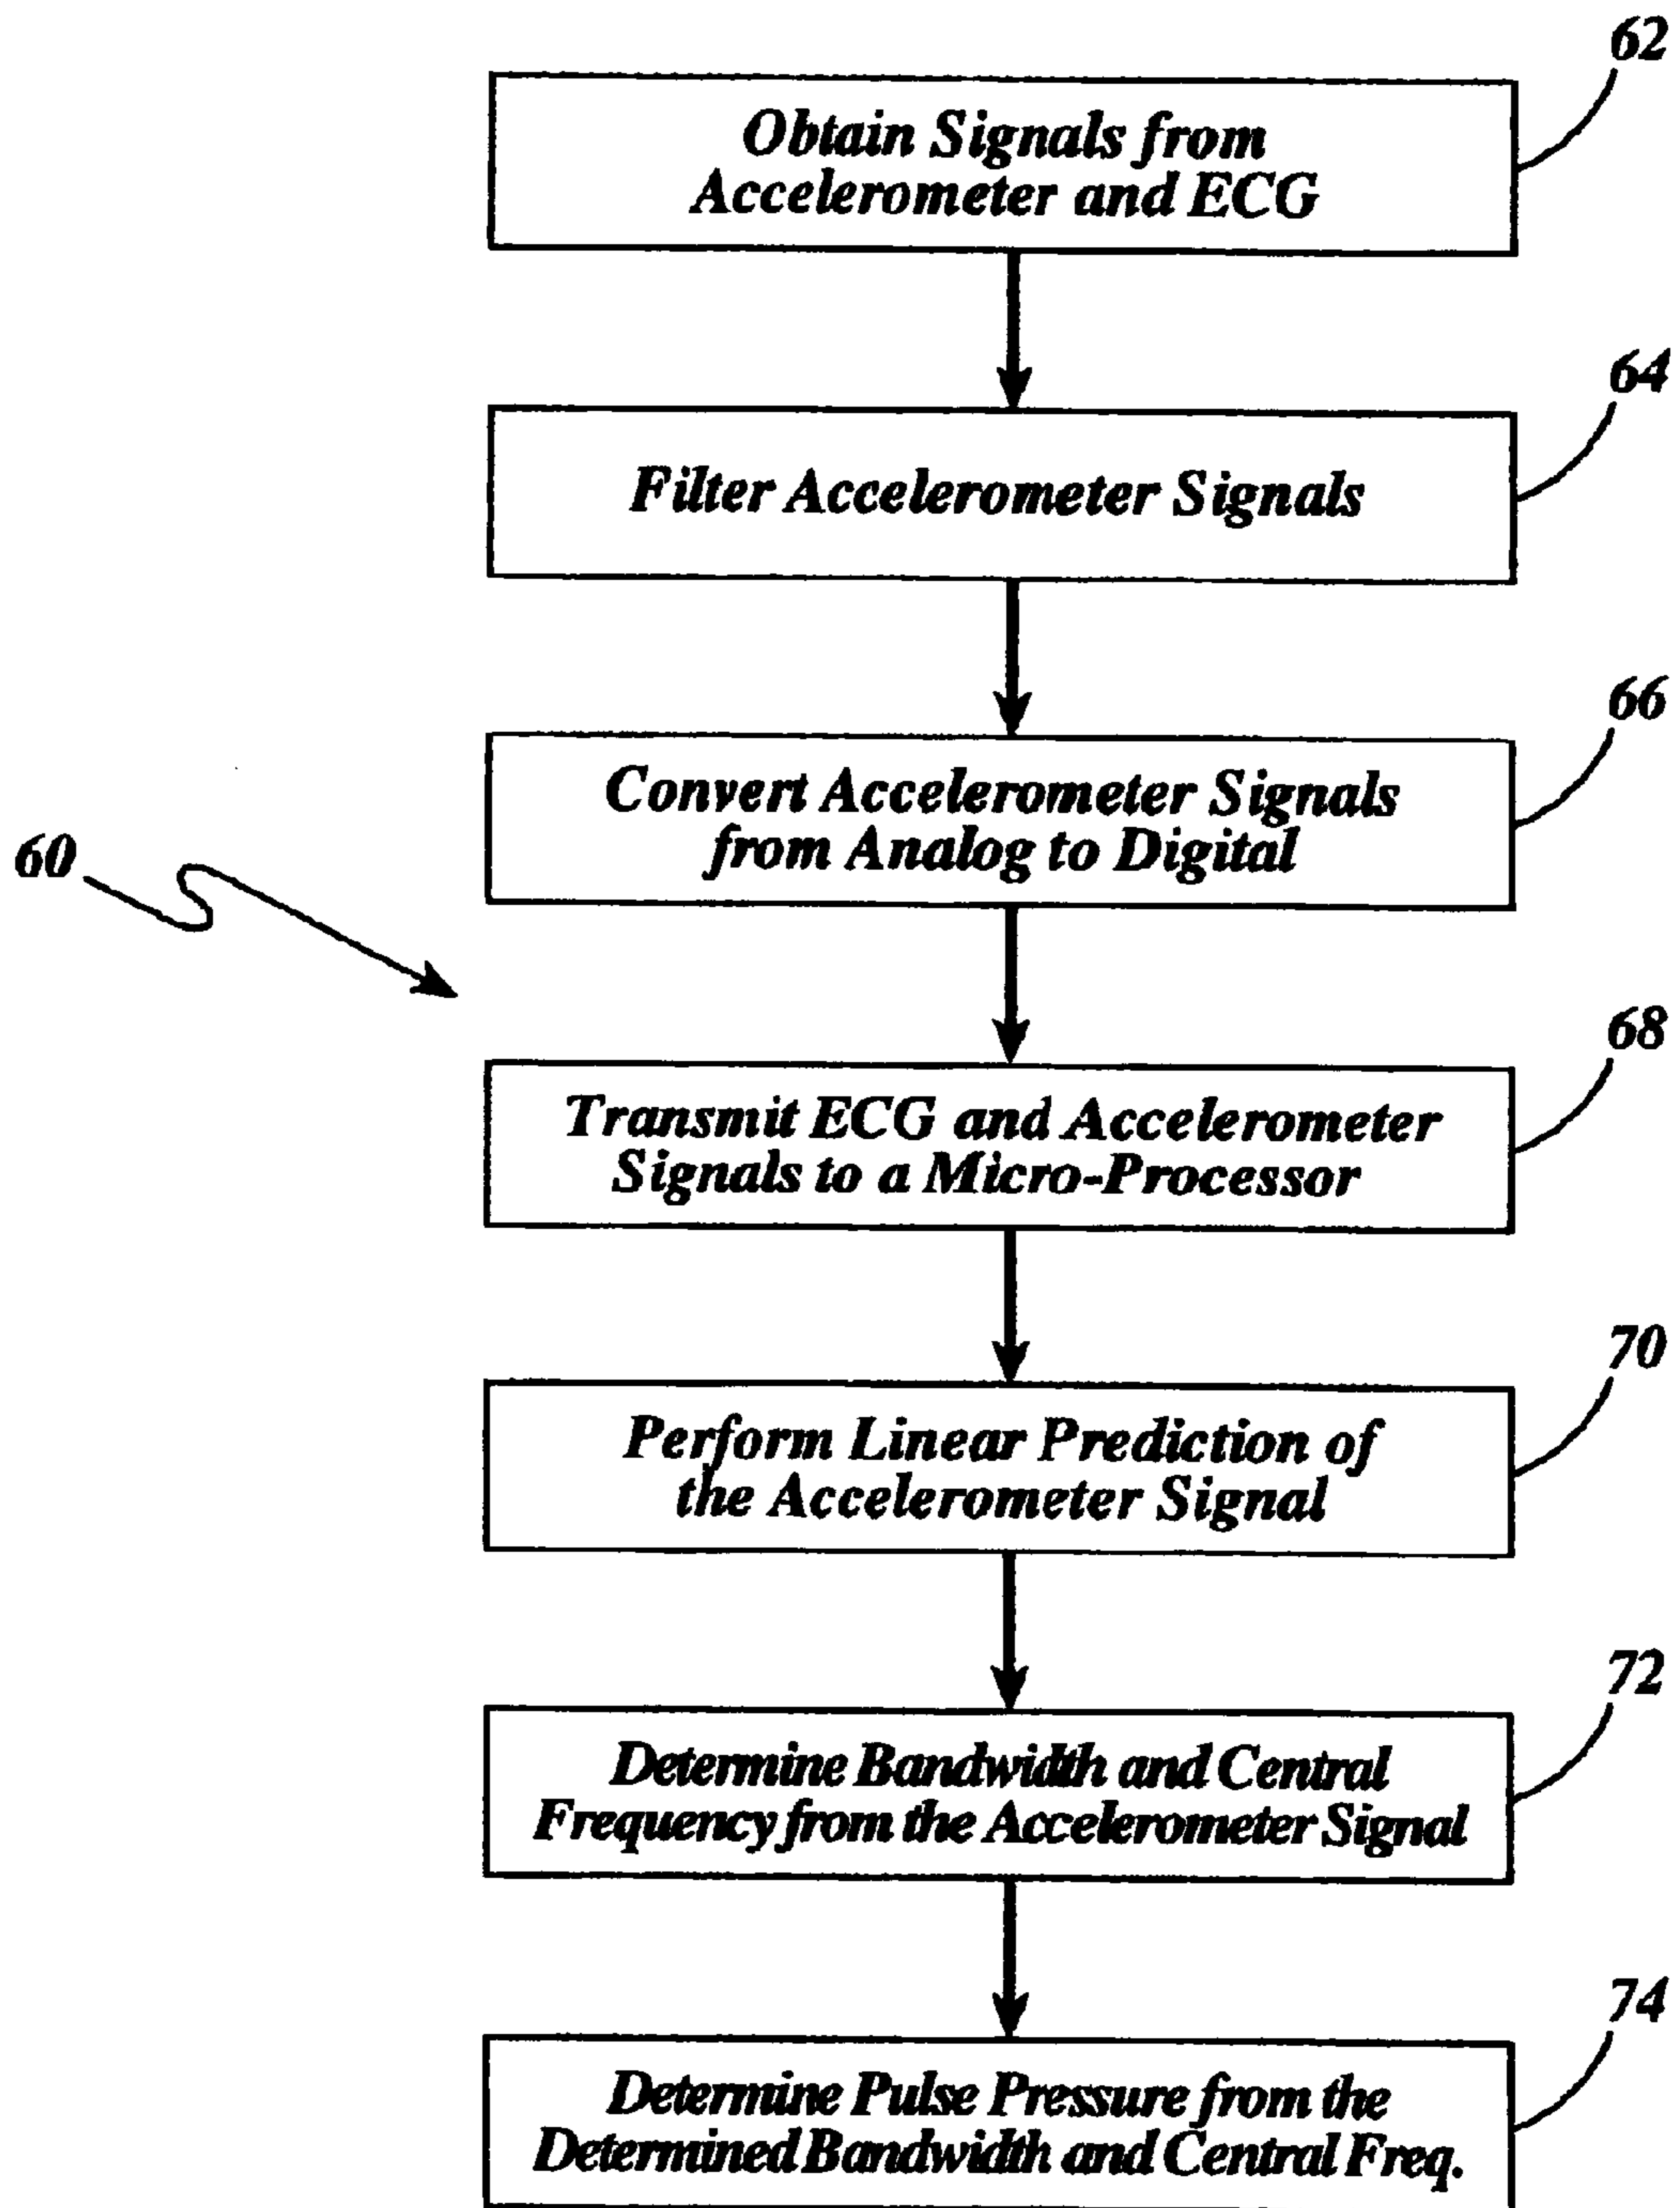 62
Obtain Signals from
Accelerometer and ECG
64
Filter Accelerometer Signals
66
Convert Accelerometer Signals
from Analog to Digital
60
68
Transmit ECG and Accelerometer
Signals to a Micro-Processor
70
Perform Linear Prediction of
the Accelerometer Signal
72
Determine Bandwidth and Central
Frequency from the Accelerometer Signal
74
Determine Pulse Pressure from the
Determined Bandwidth and Central Freq.